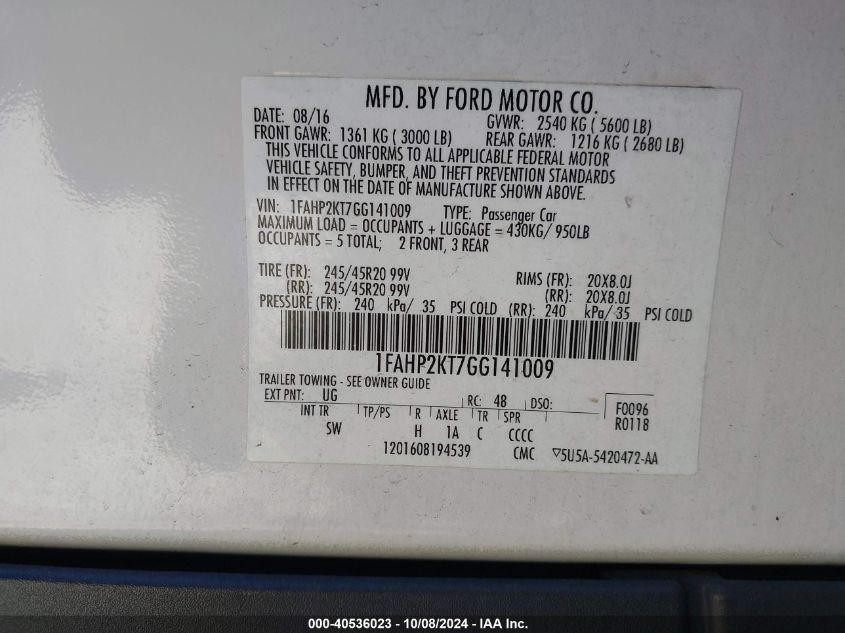 MFD. BY FORD MOTOR CO.
DATE: 08/16 GVWR: 2540 KG ( 5600 LB)
FRONT GAWR: 1361 KG ( 3000 LB) REAR GAWR: 1216 KG ( 2680 LB)
THIS VEHICLE CONFORMS TO ALL APPLICABLE FEDERAL MOTOR
VEHICLE SAFETY, BUMPER, AND THEFT PREVENTION STANDARDS
IN EFFECT ON THE DATE OF MANUFACTURE SHOWN ABOVE.
VIN: 1FAHP2KT7GG141009 TYPE: Passenger Car
MAXIMUM LOAD = OCCUPANTS + LUGGAGE = 430KG/ 950LB
OCCUPANTS = 5 TOTAL; 2 FRONT, 3 REAR
TIRE (FR): 245/45R20 99V RIMS (FR): 20X8.0J
(RR): 245/45R20 99V (RR): 20X8.0J
PRESSURE (FR): 240 kPa/ 35 PSI COLD (RR): 240 kPa/ 35 PSI COLD
1FAHP2KT7GG141009
TRAILER TOWING - SEE OWNER GUIDE
EXT PNT: UG RC: 48 DSO: F0096
INT TR TP/PS R AXLE TR SPR R0118
SW H 1A C CCCC
1201608194539 CMC ▽5U5A-5420472-AA
000-40536023 - 10/08/2024 - IAA Inc.